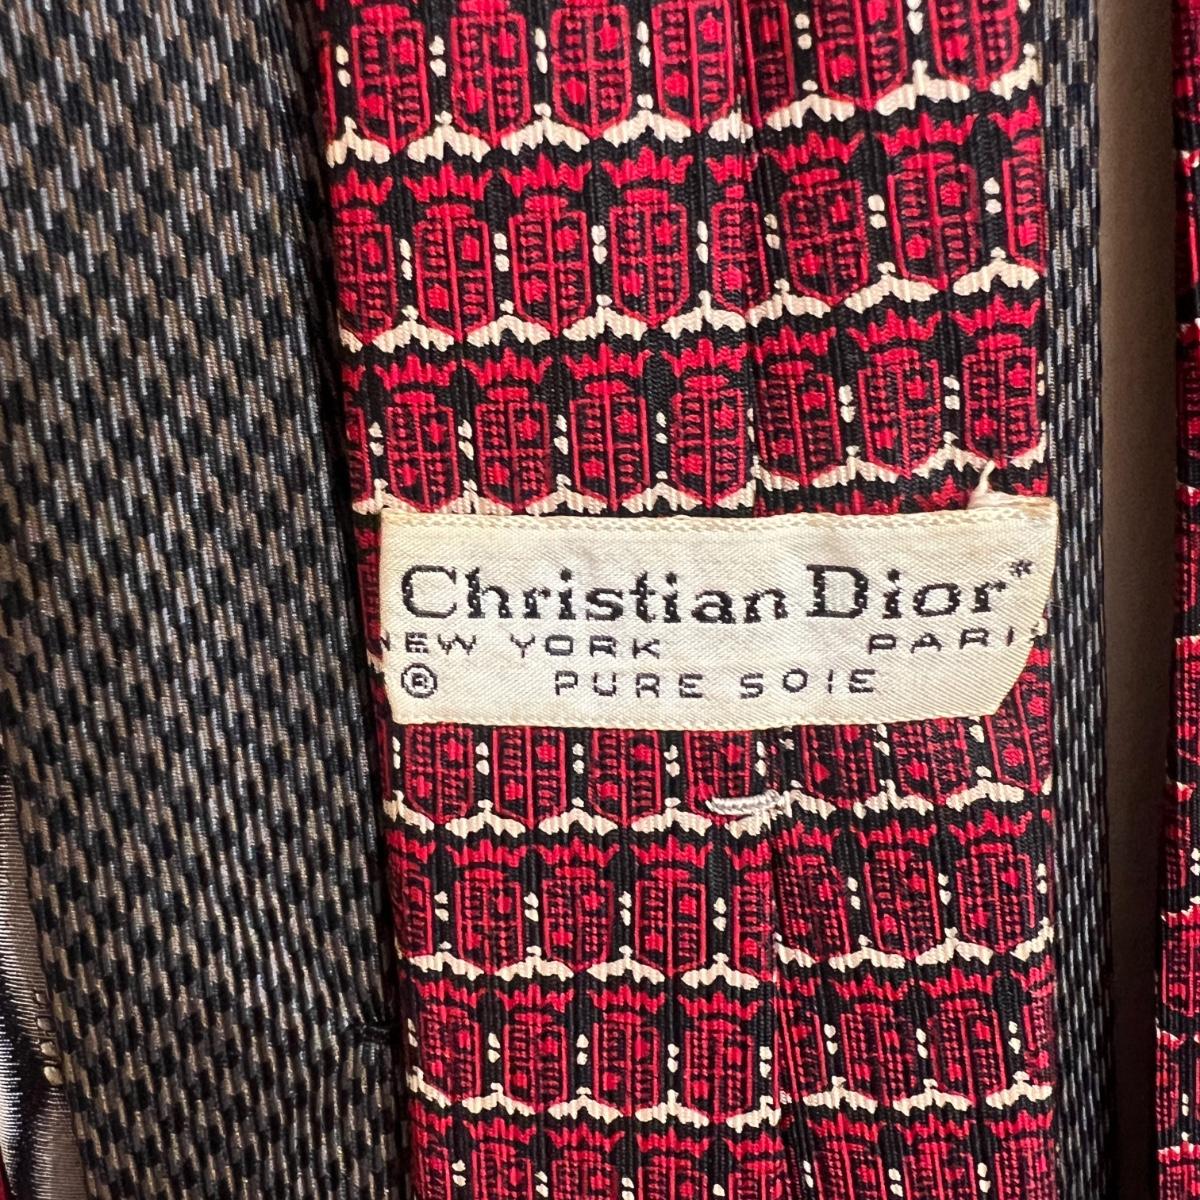 Christian Dior*
NEW YORK PARIS
® PURE SOIE